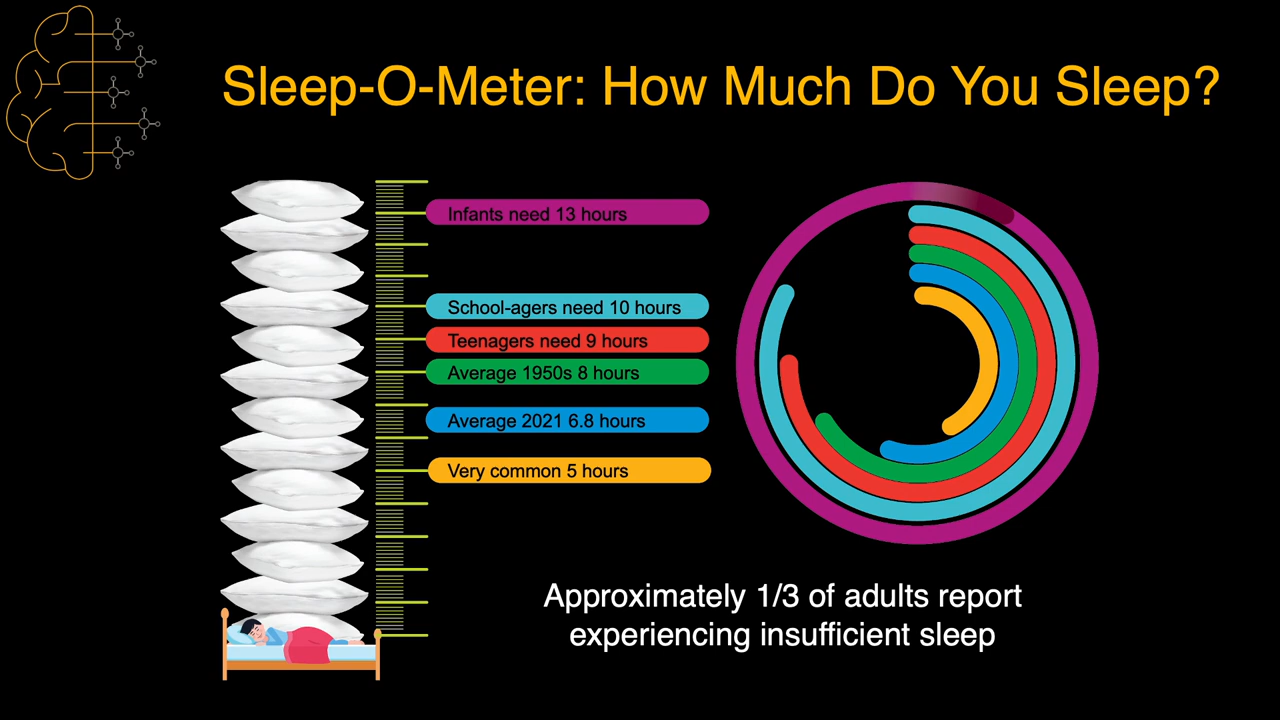 Sleep-O-Meter: How Much Do You Sleep?
Infants need 13 hours
School-agers need 10 hours
Teenagers need 9 hours
Average 1950s 8 hours
Average 2021 6.8 hours
Very common 5 hours
Approximately 1/3 of adults report
experiencing insufficient sleep